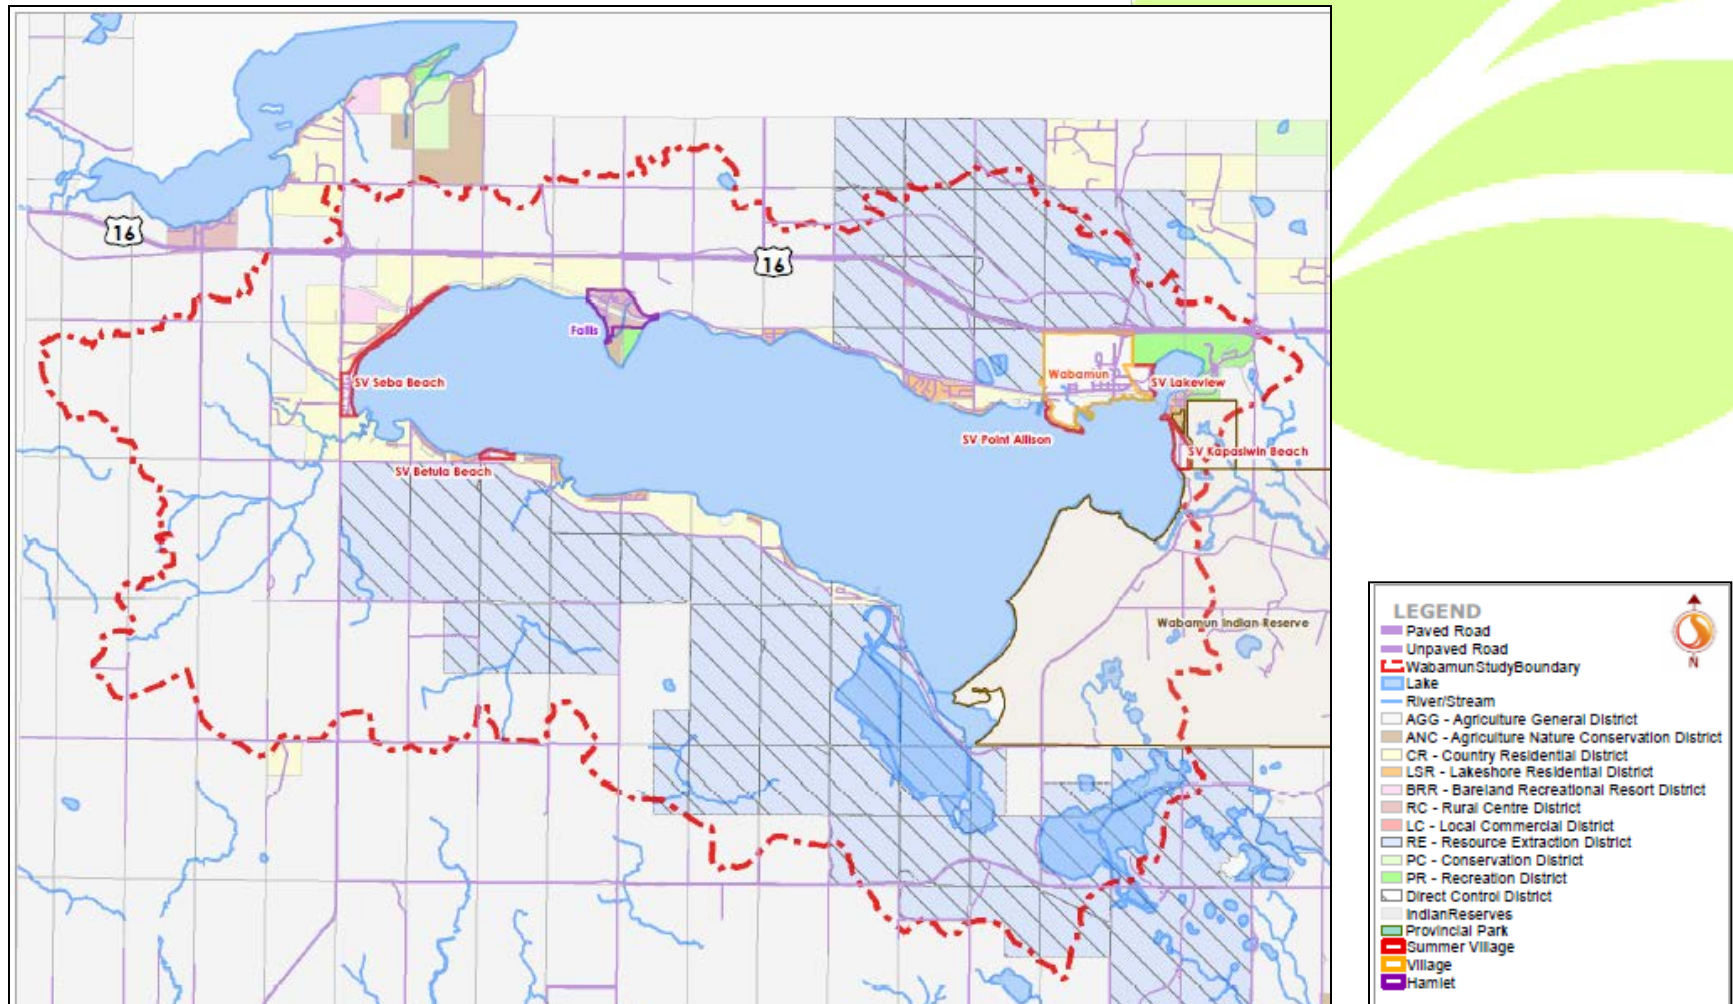 16
16
Fallis
SV Seba Beach
Wabamun
SV Lakeview
SV Point Allison
SV Kapasiwin Beach
SV Betula Beach
Wabamun Indian Reserve
LEGEND
Paved Road
Unpaved Road
WabamunStudyBoundary
Lake
River/Stream
AGG - Agriculture General District
ANC - Agriculture Nature Conservation District
CR - Country Residential District
LSR - Lakeshore Residential District
BRR - Bareland Recreational Resort District
RC - Rural Centre District
LC - Local Commercial District
RE - Resource Extraction District
PC - Conservation District
PR - Recreation District
Direct Control District
IndianReserves
Provincial Park
Summer Village
Village
Hamlet
N